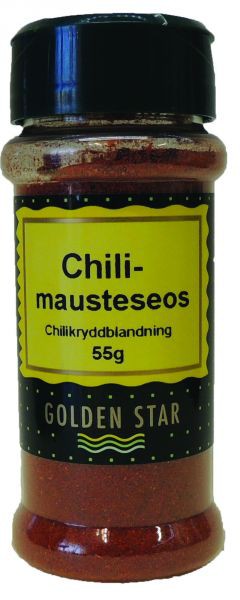 Chili-
mausteseos
Chilikryddblandning
55g
GOLDEN STAR